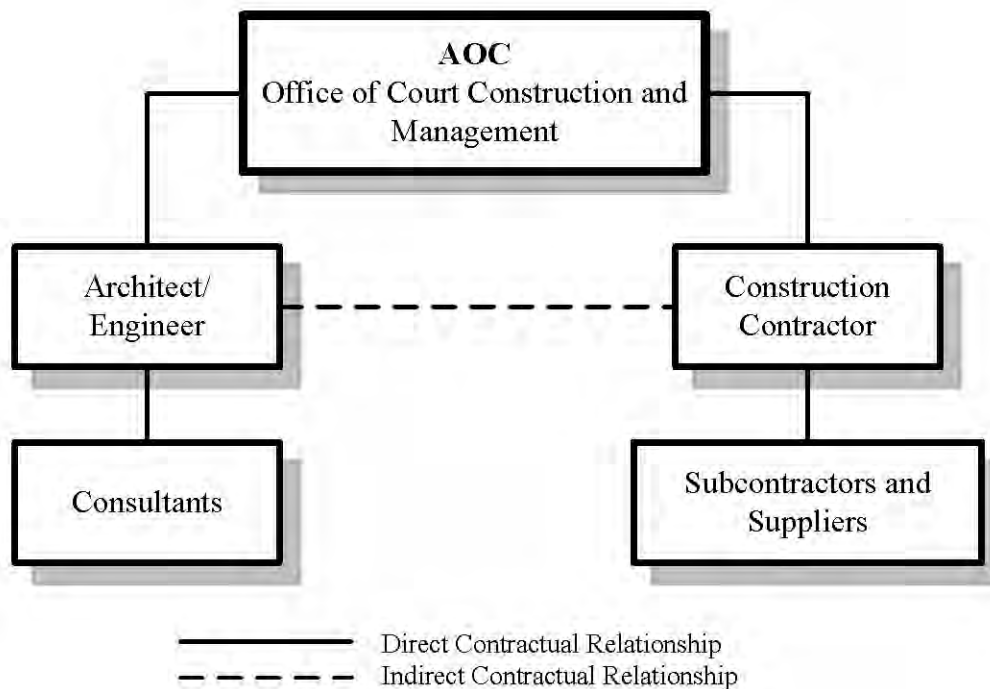 AOC
Office of Court Construction and
Management
Architect/
Engineer
Construction
Contractor
Consultants
Subcontractors and
Suppliers
Direct Contractual Relationship
Indirect Contractual Relationship